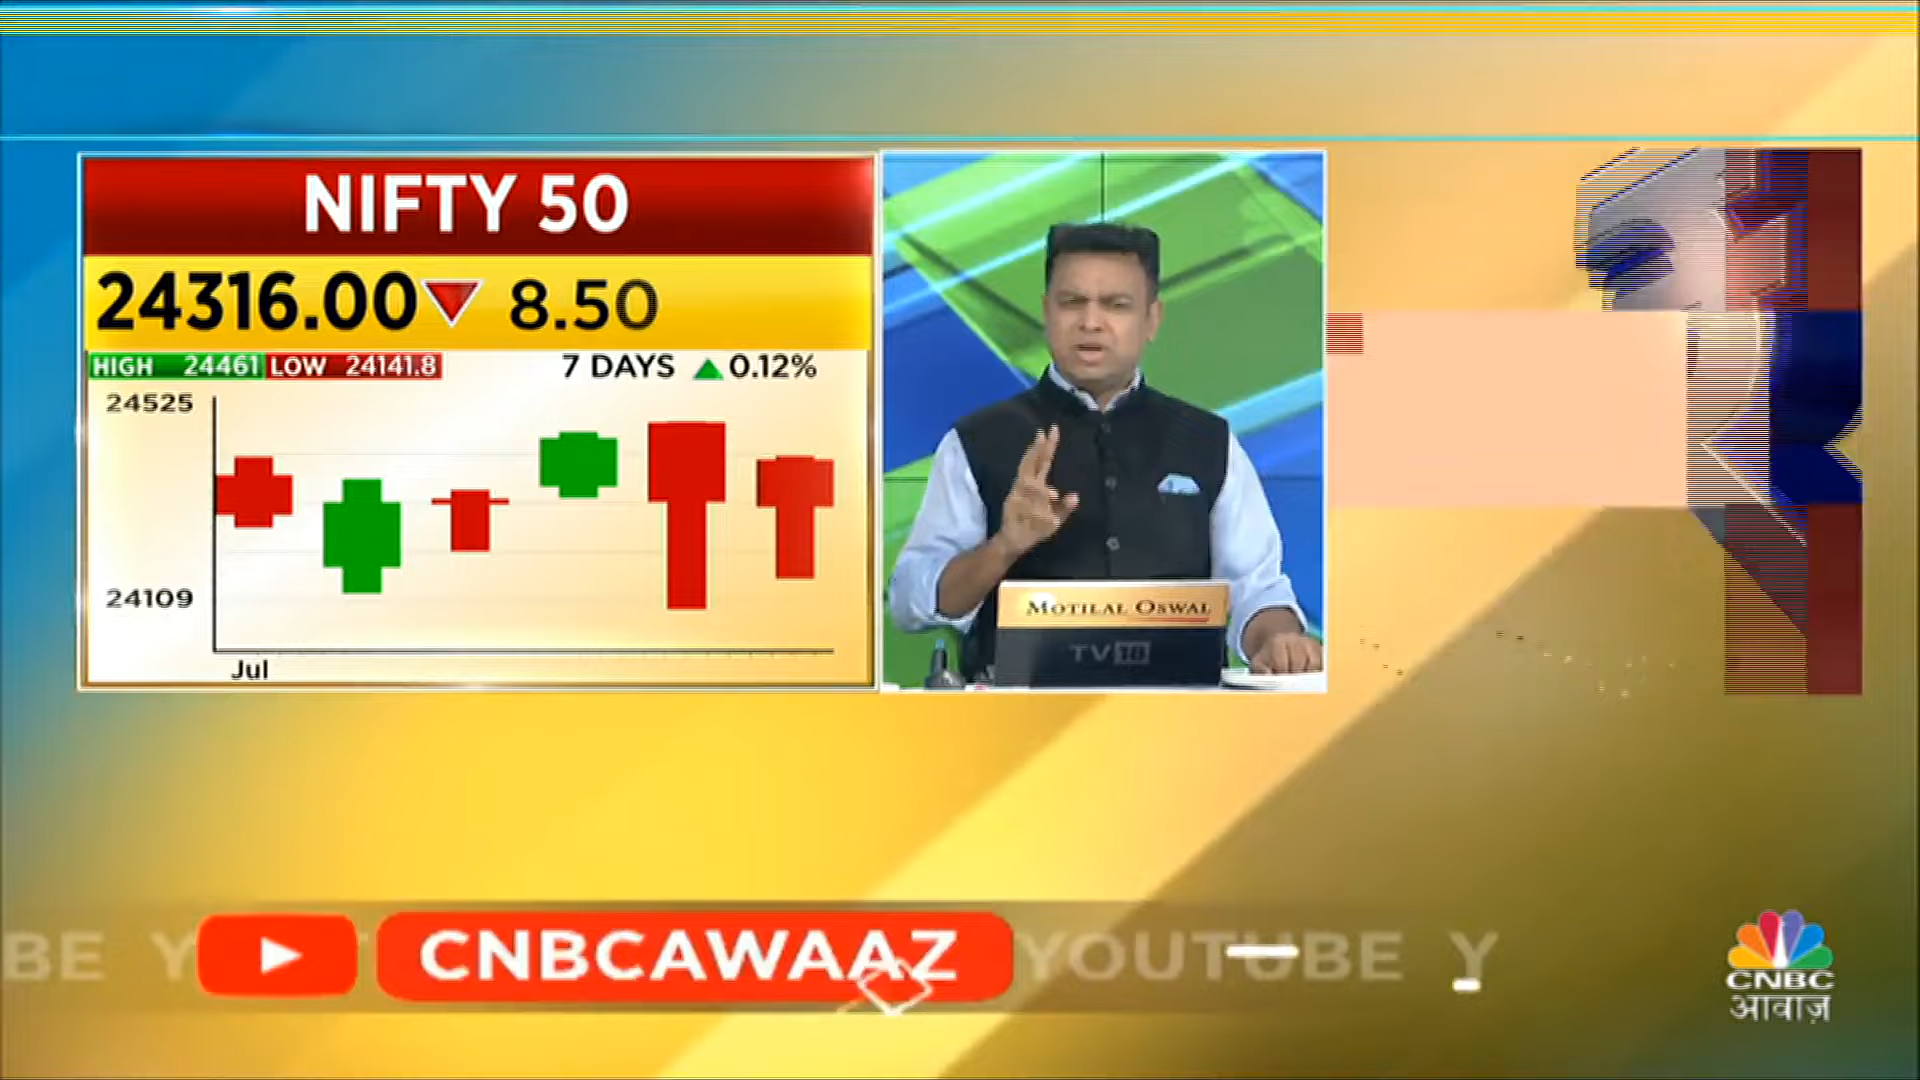 NIFTY 50
24316.00 8.50
HIGH 24461 LOW 24141.8 7 DAYS 0.12%
24525
24109
Jul
MOTILAL OSWAL
TV18
BE Y CNBCAWAAZ YOUTUBE Y
CNBC
आवाज़